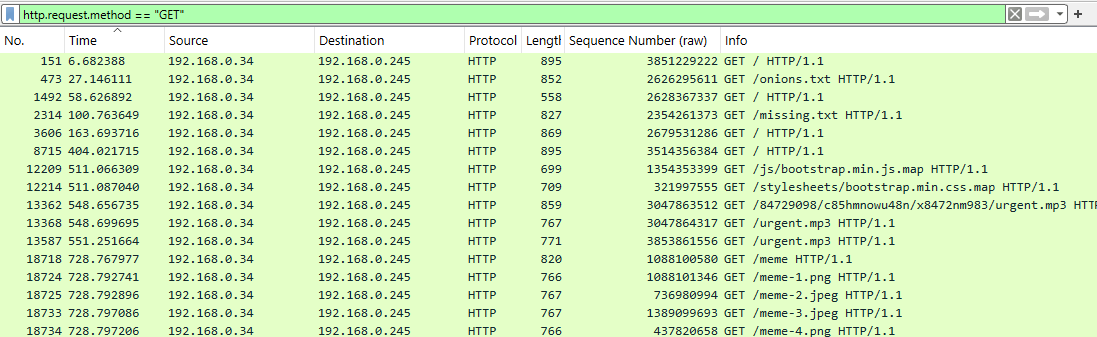 http.request.method == "GET"
No. Time Source Destination Protocol Length Sequence Number (raw) Info
151 6.682388 192.168.0.34 192.168.0.245 HTTP 895 3851229222 GET / HTTP/1.1
473 27.146111 192.168.0.34 192.168.0.245 HTTP 852 2626295611 GET /onions.txt HTTP/1.1
1492 58.626892 192.168.0.34 192.168.0.245 HTTP 558 2628367337 GET / HTTP/1.1
2314 100.763649 192.168.0.34 192.168.0.245 HTTP 827 2354261373 GET /missing.txt HTTP/1.1
3606 163.693716 192.168.0.34 192.168.0.245 HTTP 869 2679531286 GET / HTTP/1.1
8715 404.021715 192.168.0.34 192.168.0.245 HTTP 895 3514356384 GET / HTTP/1.1
12209 511.066309 192.168.0.34 192.168.0.245 HTTP 699 1354353399 GET /js/bootstrap.min.js.map HTTP/1.1
12214 511.087040 192.168.0.34 192.168.0.245 HTTP 709 321997555 GET /stylesheets/bootstrap.min.css.map HTTP/1.1
13362 548.656735 192.168.0.34 192.168.0.245 HTTP 859 3047863512 GET /84729098/c85hmnowu48n/x8472nm983/urgent.mp3 HTT
13368 548.699695 192.168.0.34 192.168.0.245 HTTP 767 3047864317 GET /urgent.mp3 HTTP/1.1
13587 551.251664 192.168.0.34 192.168.0.245 HTTP 771 3853861556 GET /urgent.mp3 HTTP/1.1
18718 728.767977 192.168.0.34 192.168.0.245 HTTP 820 1088100580 GET /meme HTTP/1.1
18724 728.792741 192.168.0.34 192.168.0.245 HTTP 766 1088101346 GET /meme-1.png HTTP/1.1
18725 728.792896 192.168.0.34 192.168.0.245 HTTP 767 736980994 GET /meme-2.jpeg HTTP/1.1
18733 728.797086 192.168.0.34 192.168.0.245 HTTP 767 1389099693 GET /meme-3.jpeg HTTP/1.1
18734 728.797206 192.168.0.34 192.168.0.245 HTTP 766 437820658 GET /meme-4.png HTTP/1.1